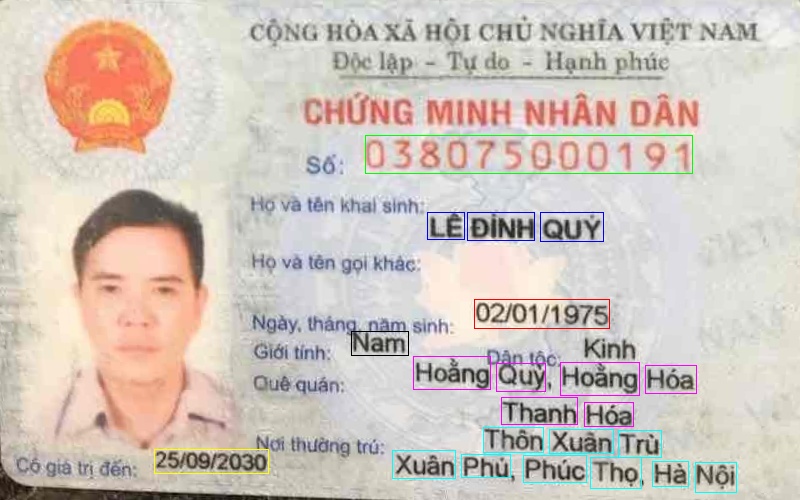 CỘNG HÒA XÃ HỘI CHỦ NGHĨA VIỆT NAM
Độc lập - Tự do - Hạnh phúc
CHỨNG MINH NHÂN DÂN
Số: 038075000191
Họ và tên khai sinh:
LÊ ĐÌNH QUÝ
Họ và tên gọi khác:
Ngày, tháng, năm sinh: 02/01/1975
Giới tính: Nam Dân tộc: Kinh
Quê quán: Hoằng Quỳ, Hoằng Hóa
Thanh Hóa
Nơi thường trú: Thôn Xuân Trù
Xuân Phú, Phúc Thọ, Hà Nội
Có giá trị đến: 25/09/2030